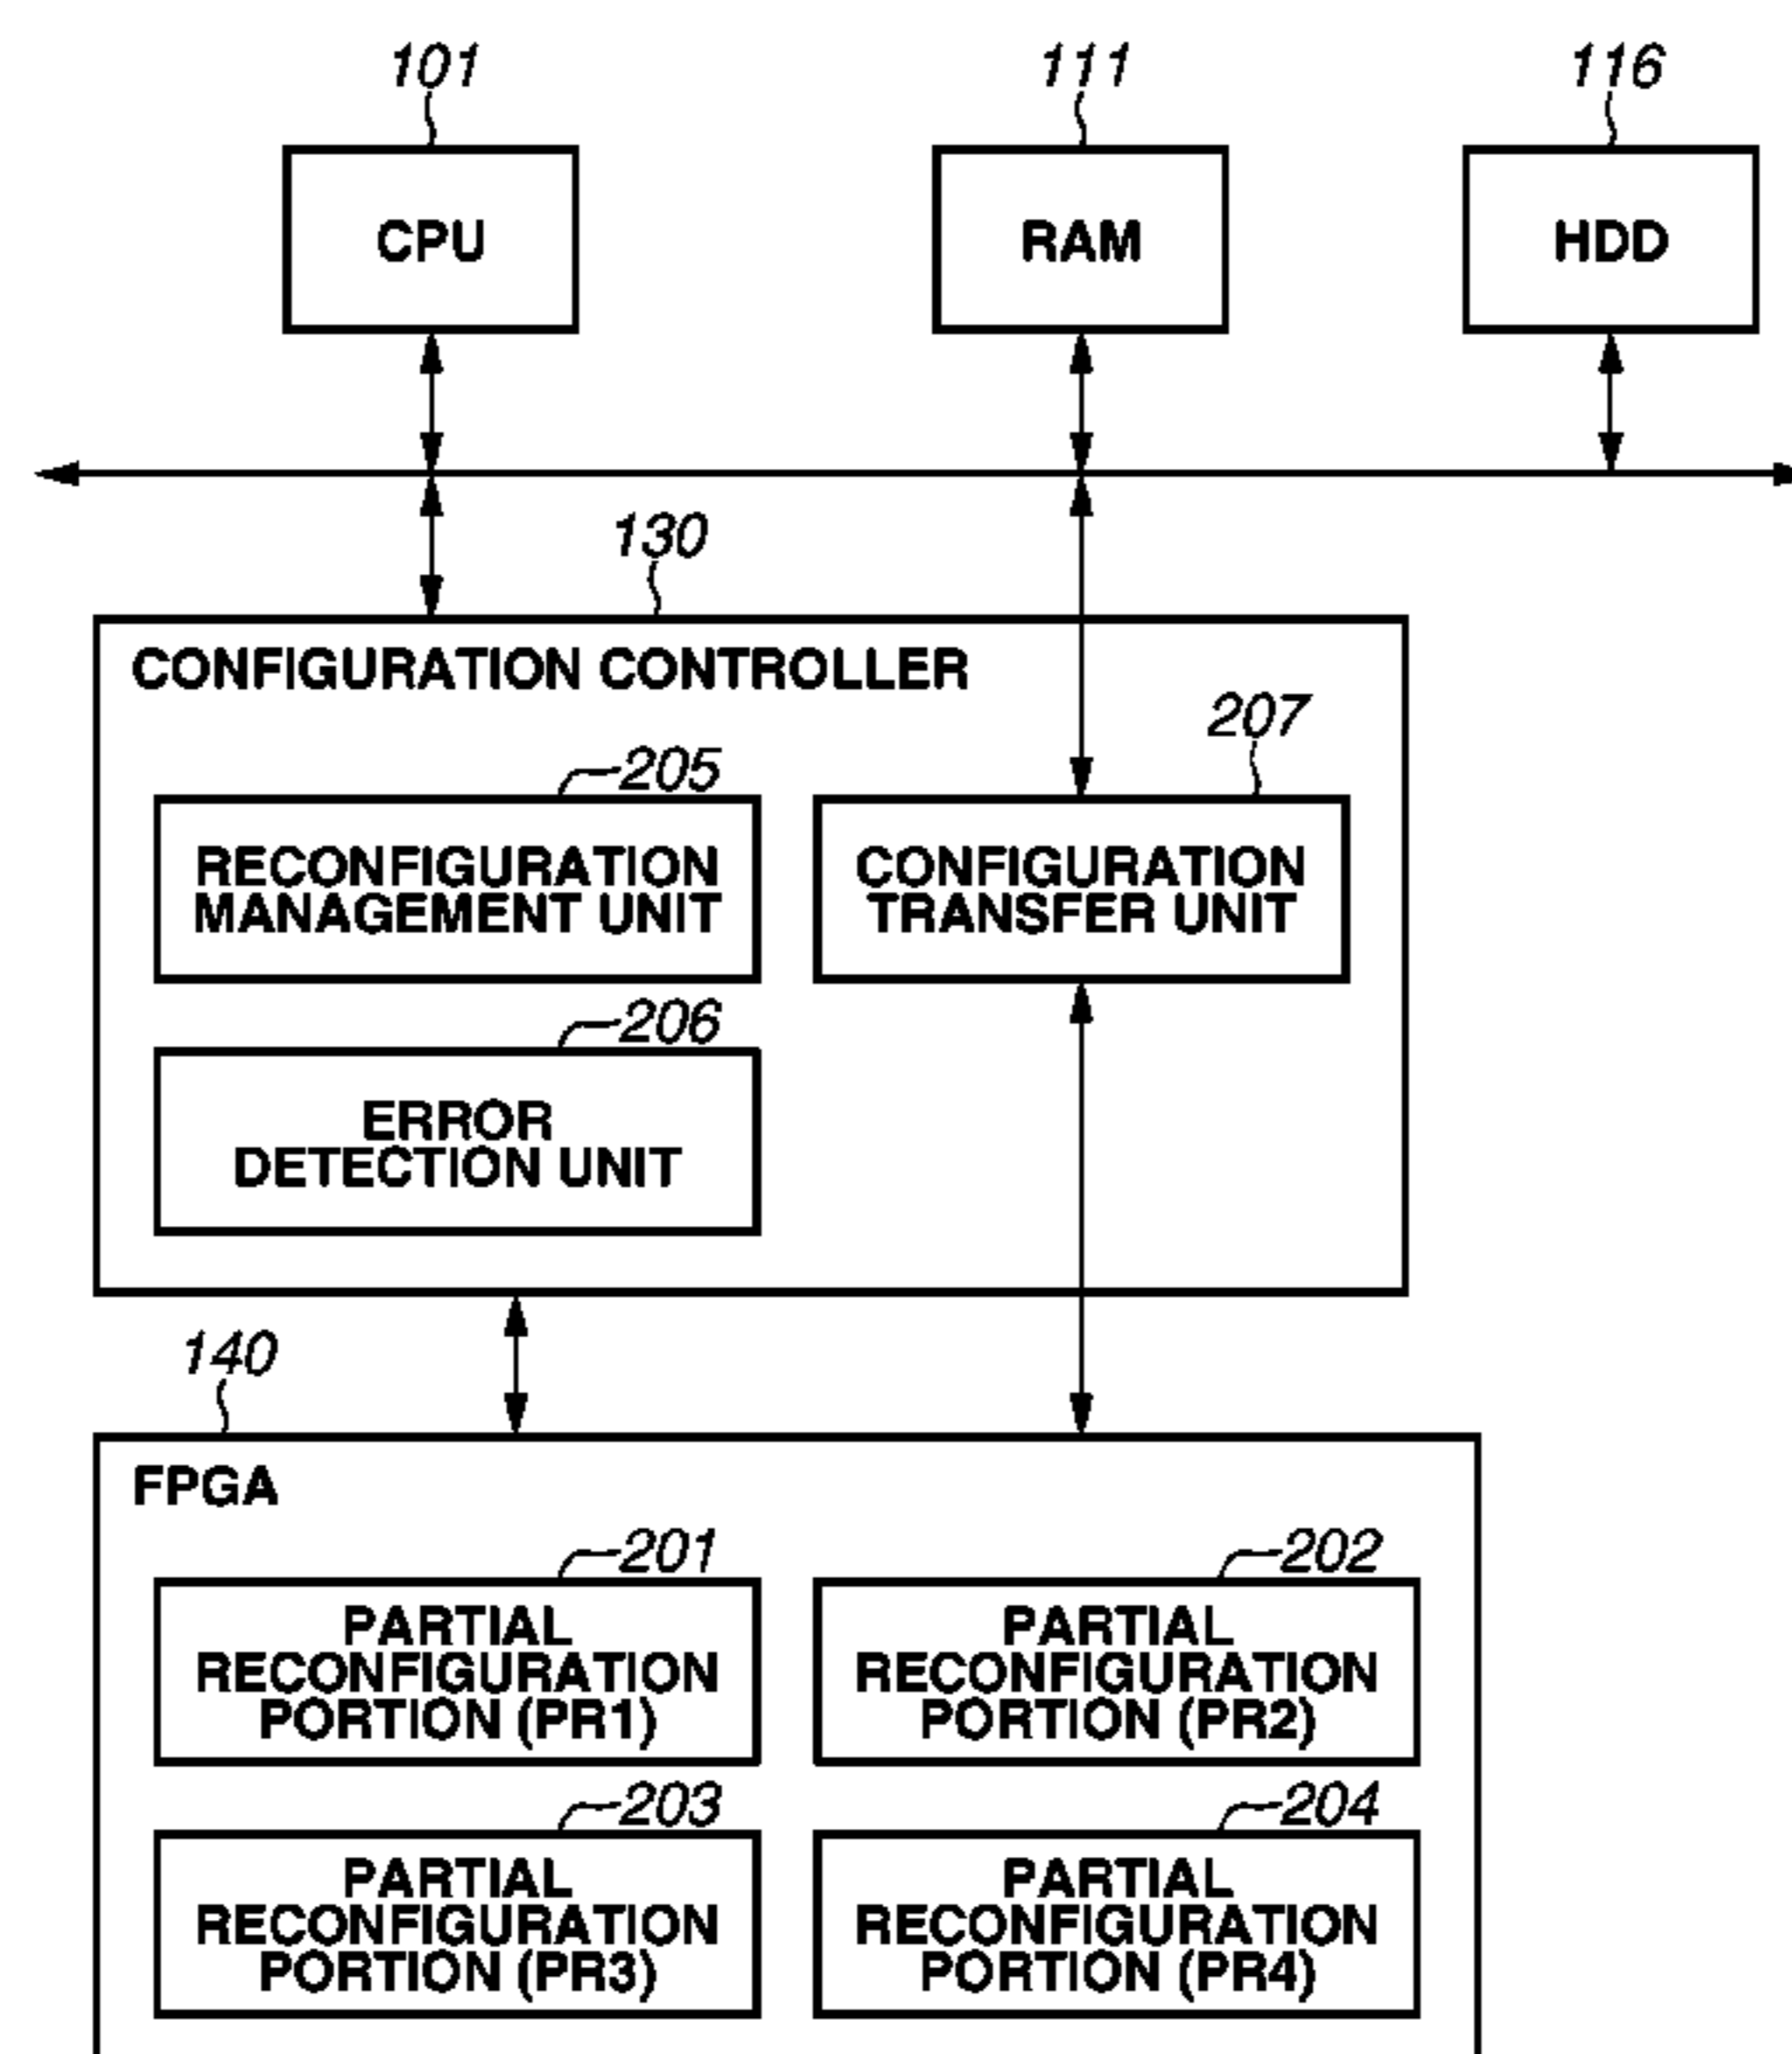 101
111
116
CPU
RAM
HDD
130
CONFIGURATION CONTROLLER
207
205
RECONFIGURATION
MANAGEMENT UNIT
CONFIGURATION
TRANSFER UNIT
206
ERROR
DETECTION UNIT
140
FPGA
201
202
PARTIAL
RECONFIGURATION
PORTION (PR1)
PARTIAL
RECONFIGURATION
PORTION (PR2)
203
204
PARTIAL
RECONFIGURATION
PORTION (PR3)
PARTIAL
RECONFIGURATION
PORTION (PR4)